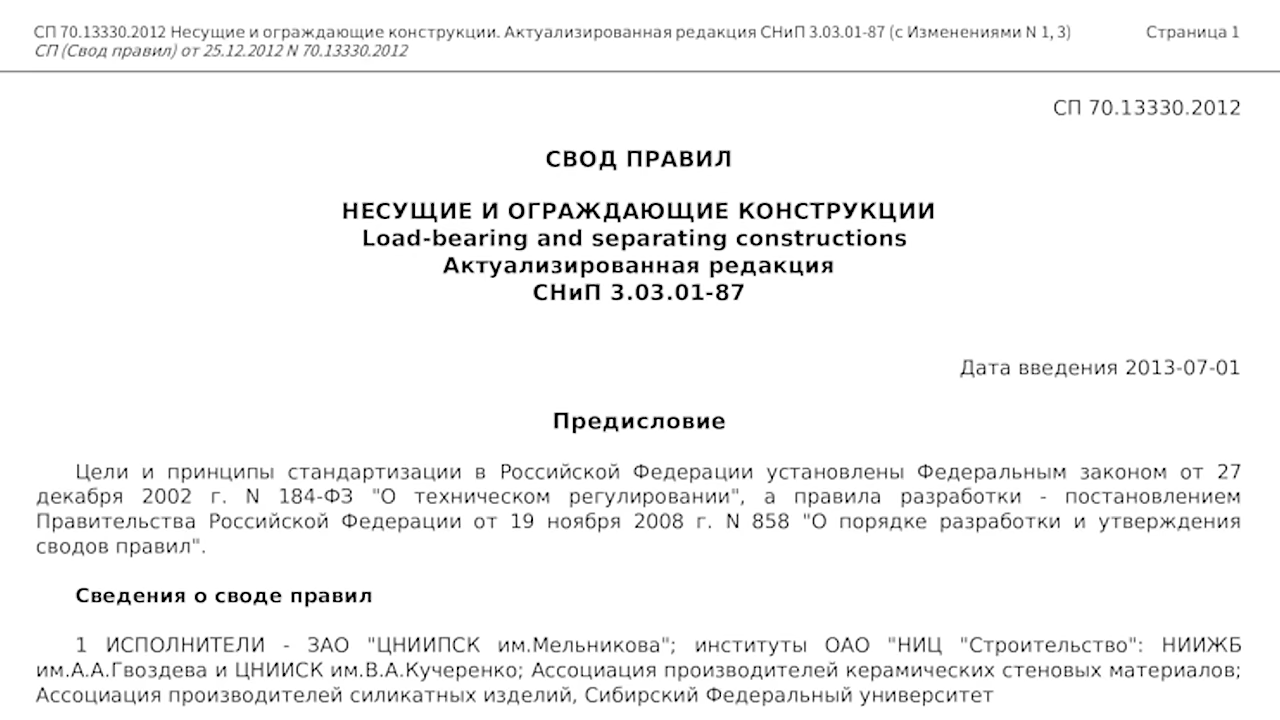 СП 70.13330.2012 Несущие и ограждающие конструкции. Актуализированная редакция СНиП 3.03.01-87 (с Изменениями N 1, 3) Страница 1
СП (Свод правил) от 25.12.2012 N 70.13330.2012
СП 70.13330.2012
СВОД ПРАВИЛ
НЕСУЩИЕ И ОГРАЖДАЮЩИЕ КОНСТРУКЦИИ
Load-bearing and separating constructions
Актуализированная редакция
СНиП 3.03.01-87
Дата введения 2013-07-01
Предисловие
Цели и принципы стандартизации в Российской Федерации установлены Федеральным законом от 27
декабря 2002 г. N 184-ФЗ "О техническом регулировании", а правила разработки - постановлением
Правительства Российской Федерации от 19 ноября 2008 г. N 858 "О порядке разработки и утверждения
сводов правил".
Сведения о своде правил
1 ИСПОЛНИТЕЛИ - ЗАО "ЦНИИПСК им.Мельникова"; институты ОАО "НИЦ "Строительство": НИИЖБ
им.А.А.Гвоздева и ЦНИИСК им.В.А.Кучеренко; Ассоциация производителей керамических стеновых материалов;
Ассоциация производителей силикатных изделий, Сибирский Федеральный университет